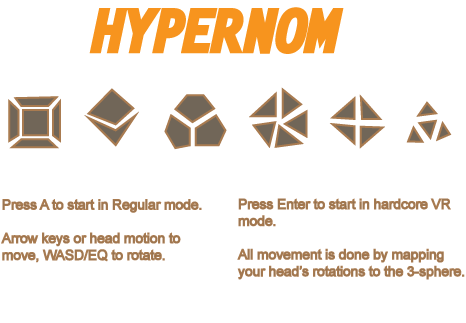 HYPERNOM
Press A to start in Regular mode.
Arrow keys or head motion to
move, WASD/EQ to rotate.
Press Enter to start in hardcore VR
mode.
All movement is done by mapping
your head's rotations to the 3-sphere.